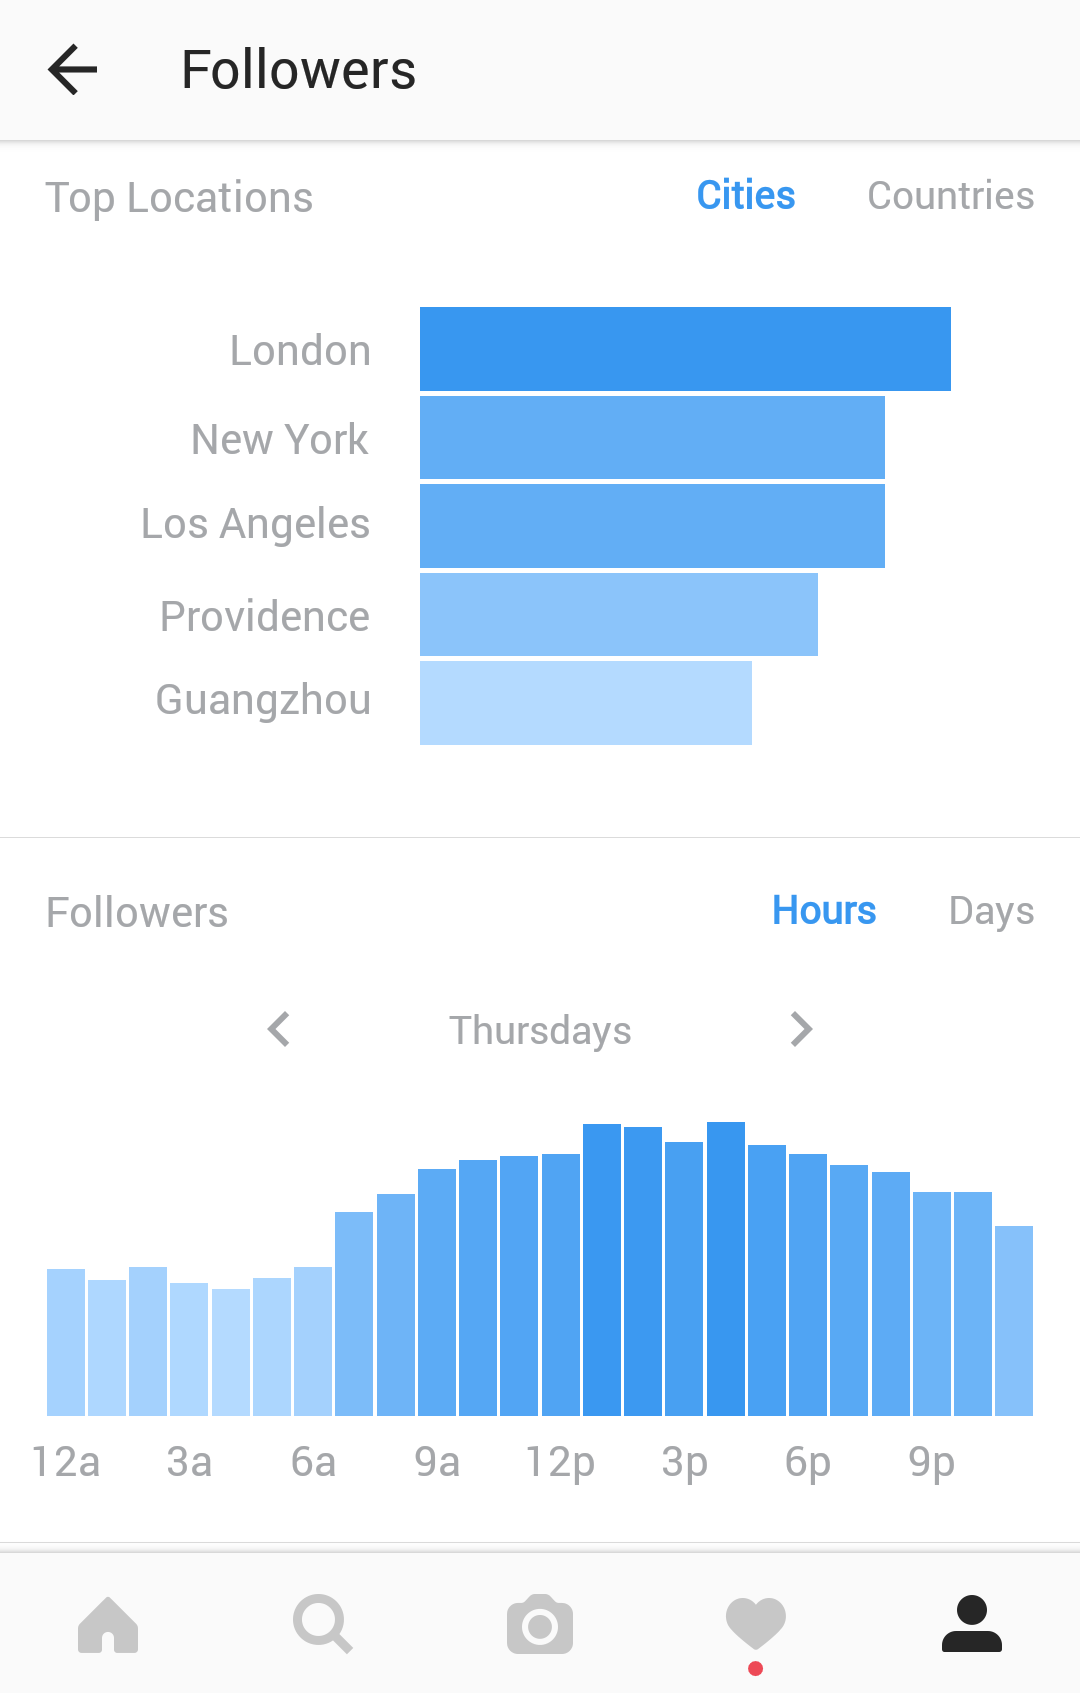 Followers
Top Locations Cities Countries
London
New York
Los Angeles
Providence
Guangzhou
Followers Hours Days
Thursdays
12a 3a 6a 9a 12p 3p 6p 9p